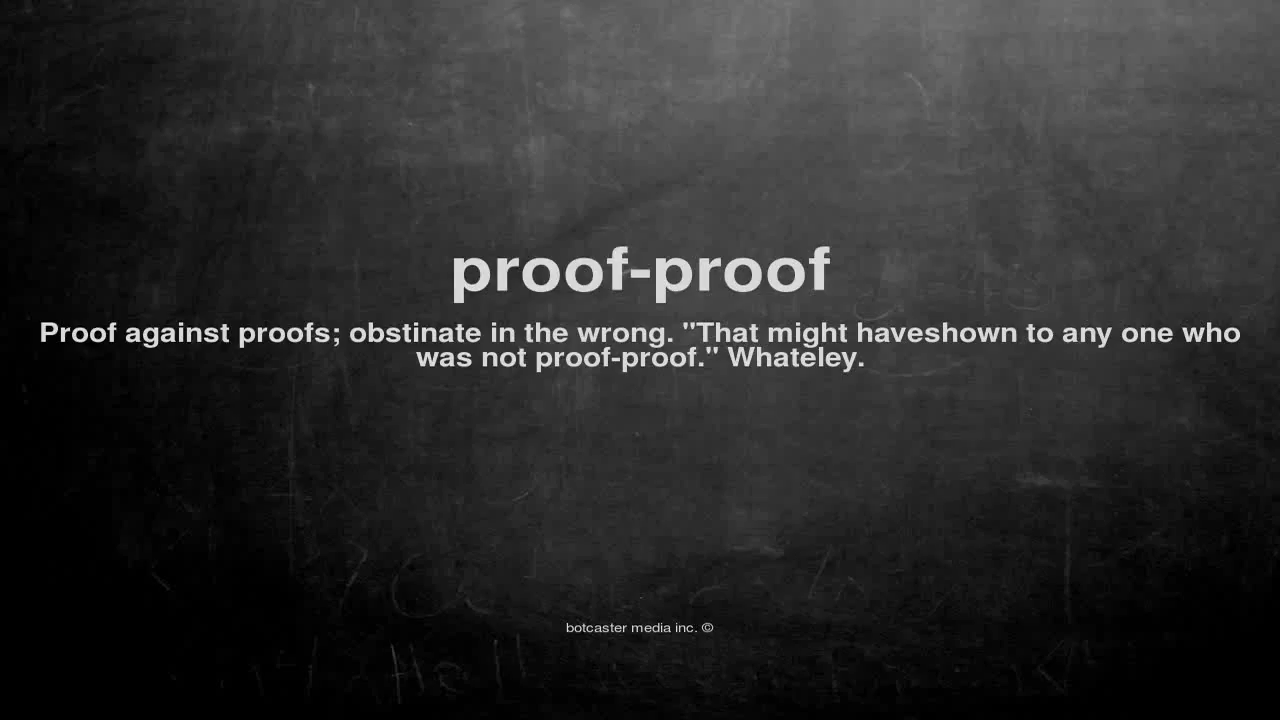 proof-proof
Proof against proofs; obstinate in the wrong. "That might haveshown to any one who
was not proof-proof." Whateley.
botcaster media inc. ©